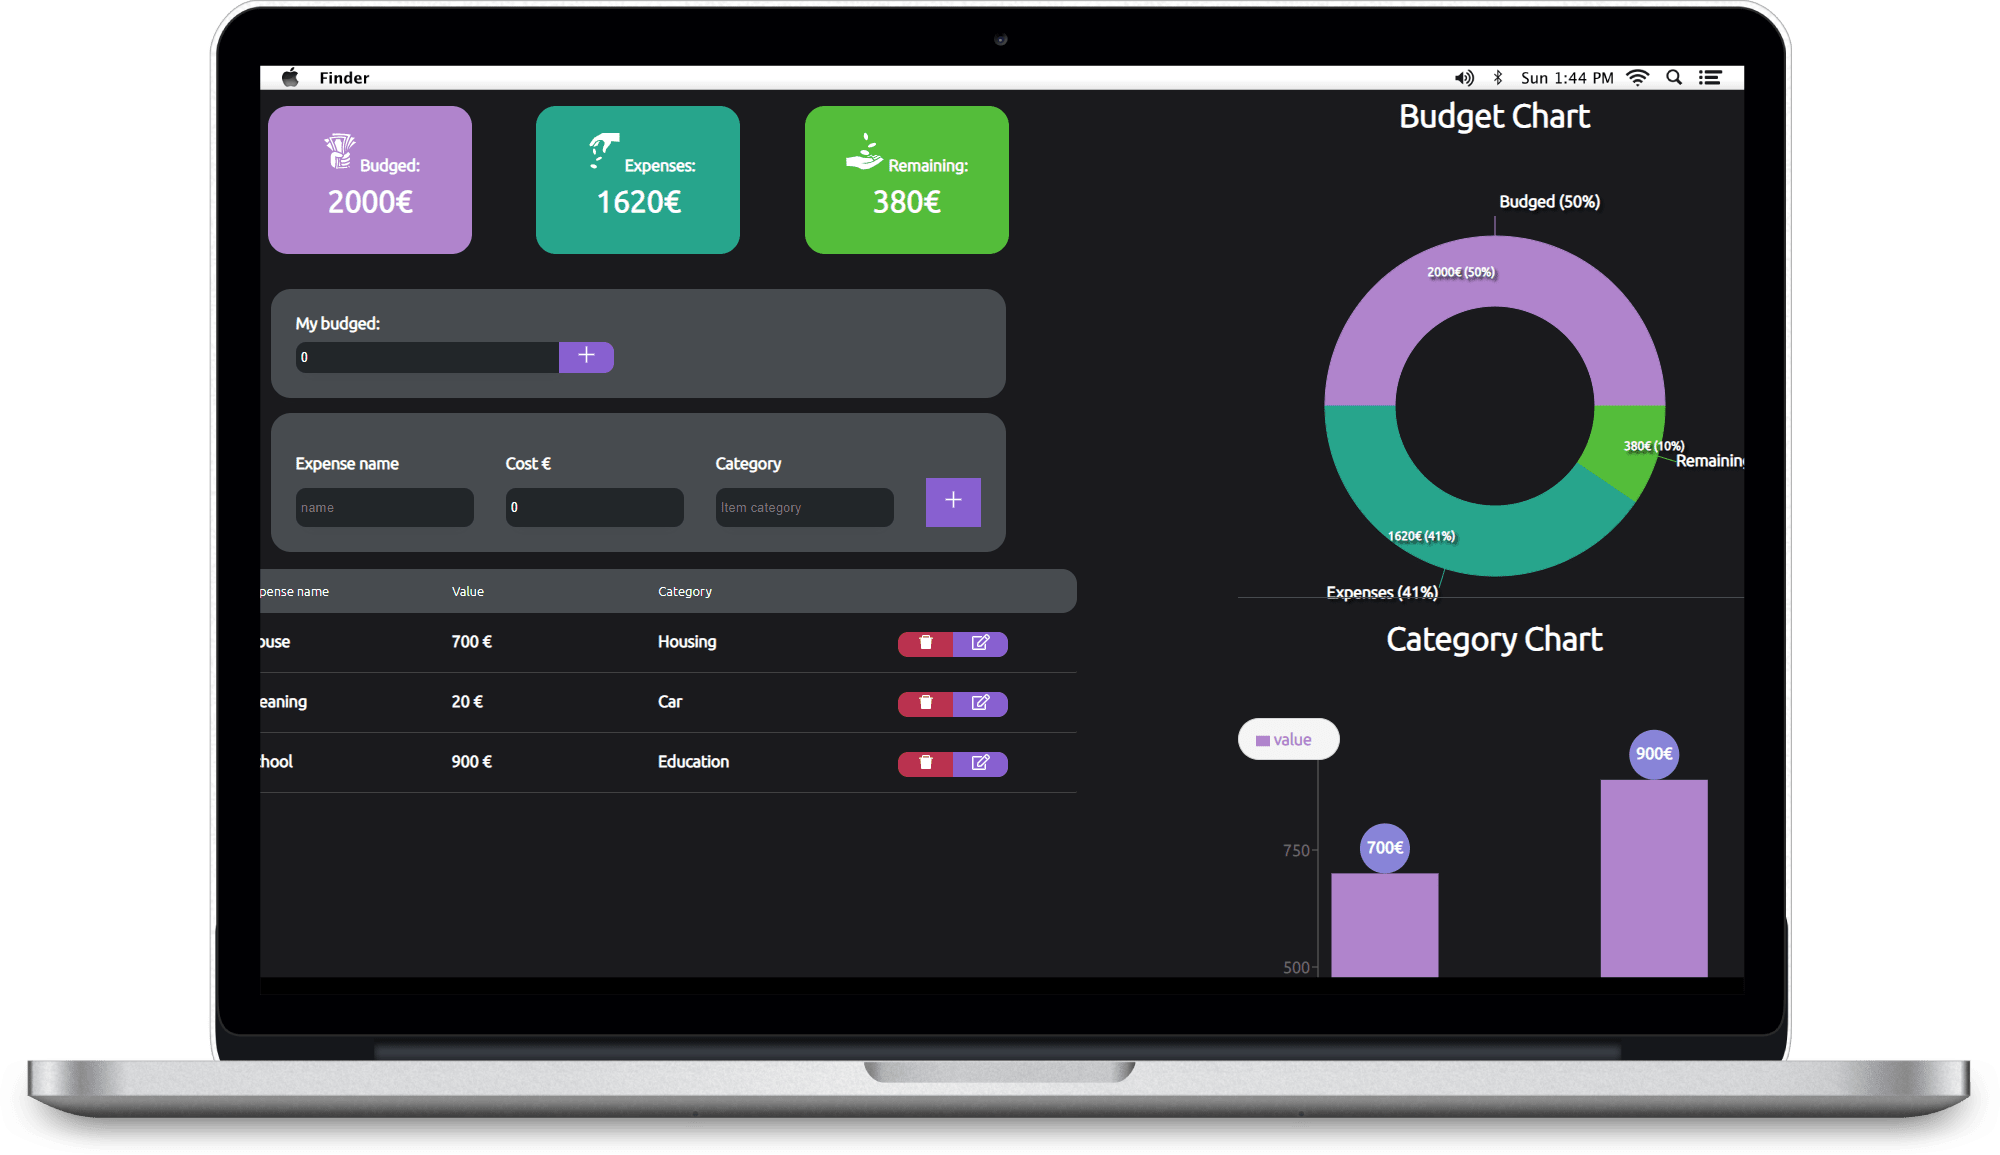 Finder
Sun 1:44 PM
Budged:
2000€
Expenses:
1620€
Remaining:
380€
My budged:
0
Expense name
Cost €
Category
name
0
Item category
pense name
Value
Category
ouse
700 €
Housing
eaning
20 €
Car
chool
900 €
Education
Budget Chart
Budged (50%)
2000€ (50%)
380€ (10%)
Remaining
1620€ (41%)
Expenses (41%)
Category Chart
value
900€
700€
750
500